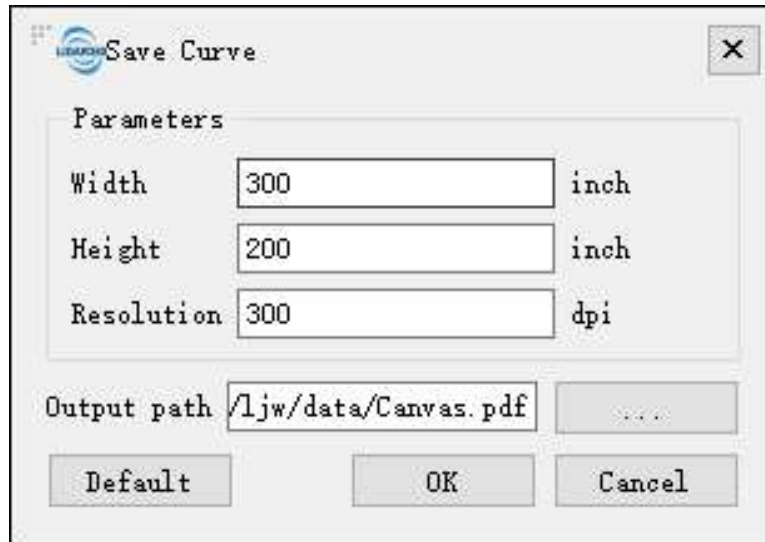 Save Curve
Parameters
Width 300 inch
Height 200 inch
Resolution 300 dpi
Output path /ljw/data/Canvas.pdf ...
Default OK Cancel